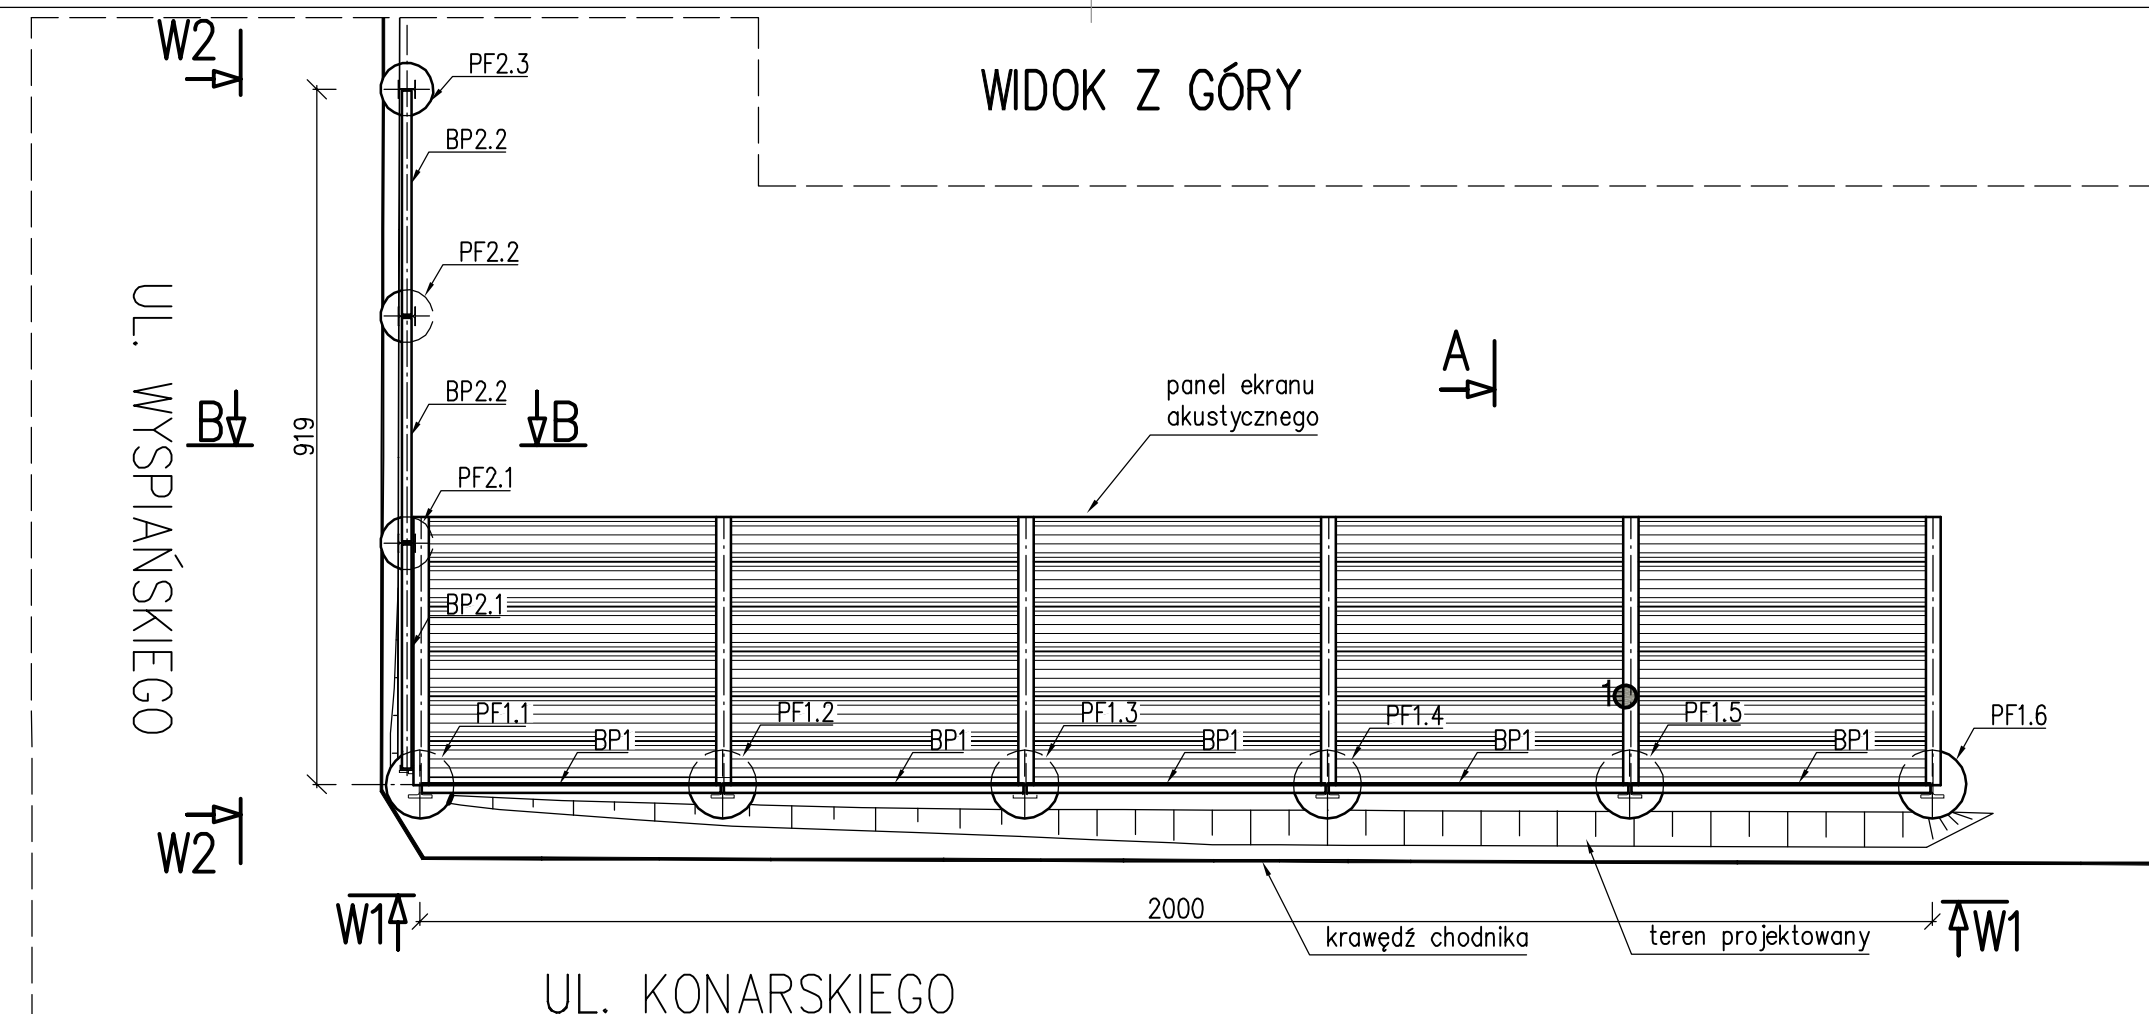 W2
PF2.3
WIDOK Z GÓRY
BP2.2
PF2.2
UL. WYSPIAŃSKIEGO
A
panel ekranu
akustycznego
B
BP2.2
B
919
PF2.1
BP2.1
1
PF1.1
PF1.2
PF1.3
PF1.4
PF1.5
PF1.6
BP1
BP1
BP1
BP1
BP1
W2
W1
2000
krawędź chodnika
teren projektowany
W1
UL. KONARSKIEGO